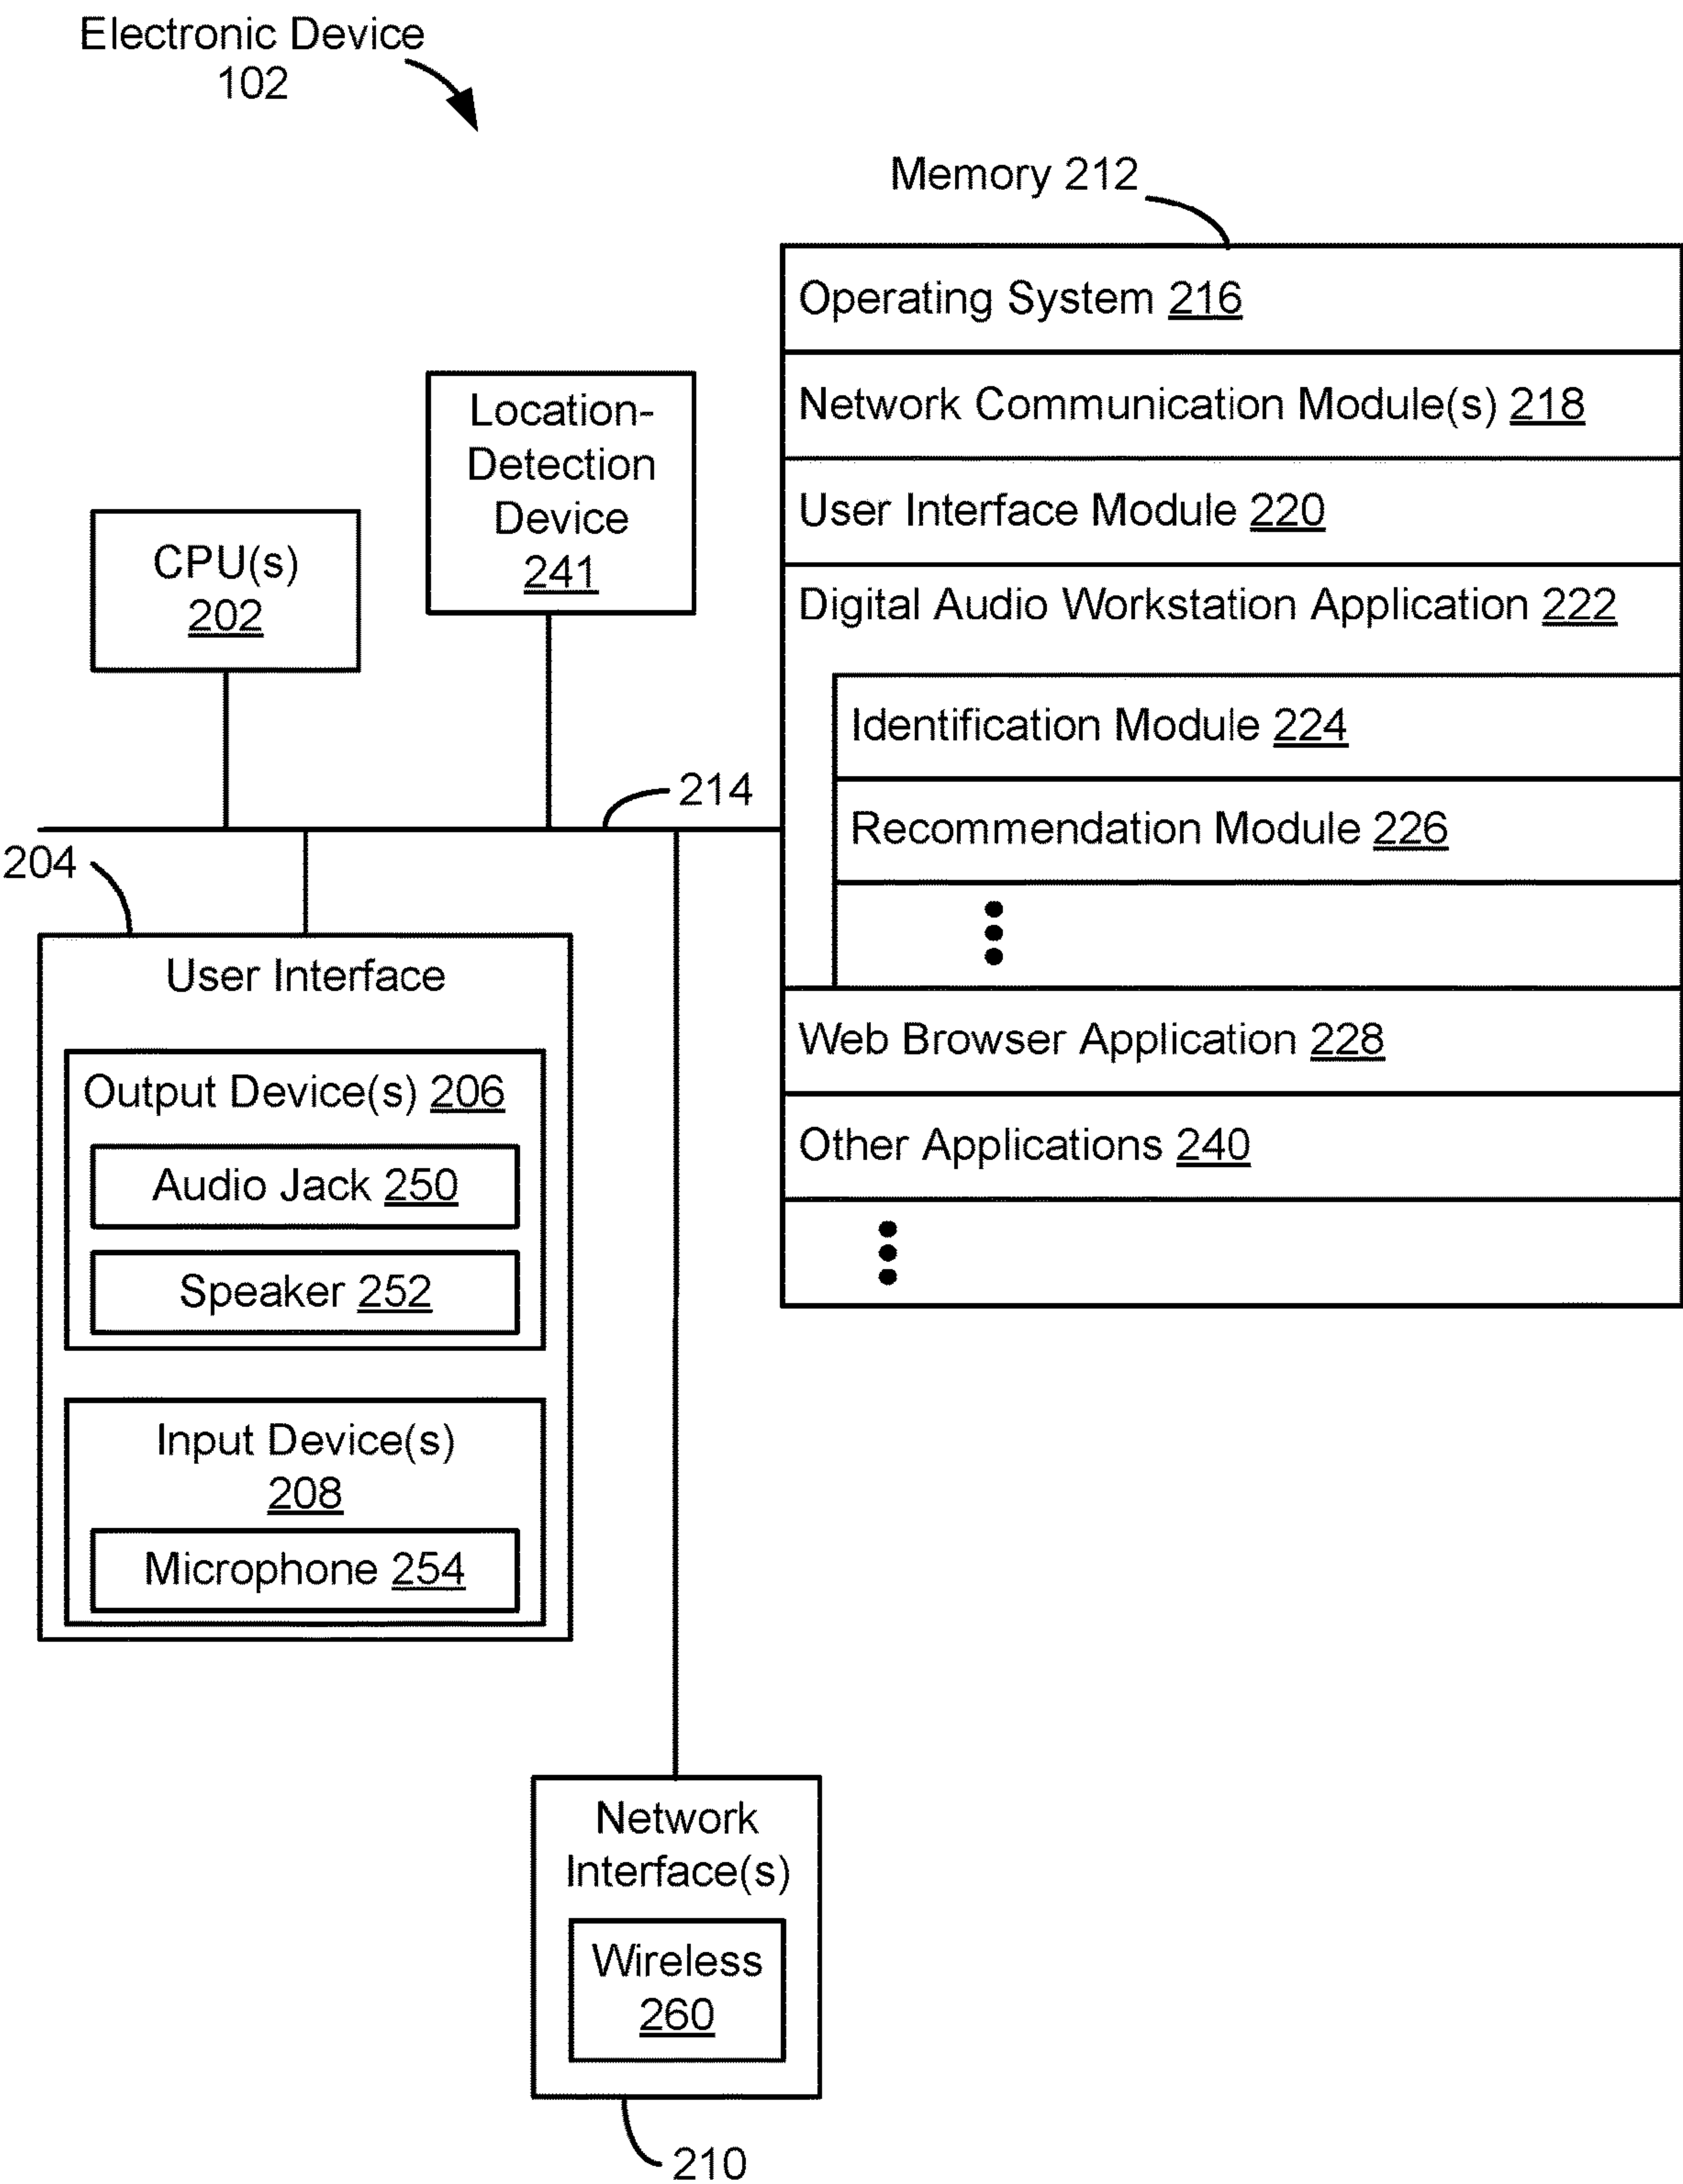 Electronic Device
102
Memory 212
Operating System 216
Network Communication Module(s) 218
User Interface Module 220
Digital Audio Workstation Application 222
Identification Module 224
Recommendation Module 226
Web Browser Application 228
Other Applications 240
Location-
Detection
Device
241
CPU(s)
202
214
204
User Interface
Output Device(s) 206
Audio Jack 250
Speaker 252
Input Device(s)
208
Microphone 254
Network
Interface(s)
Wireless
260
210